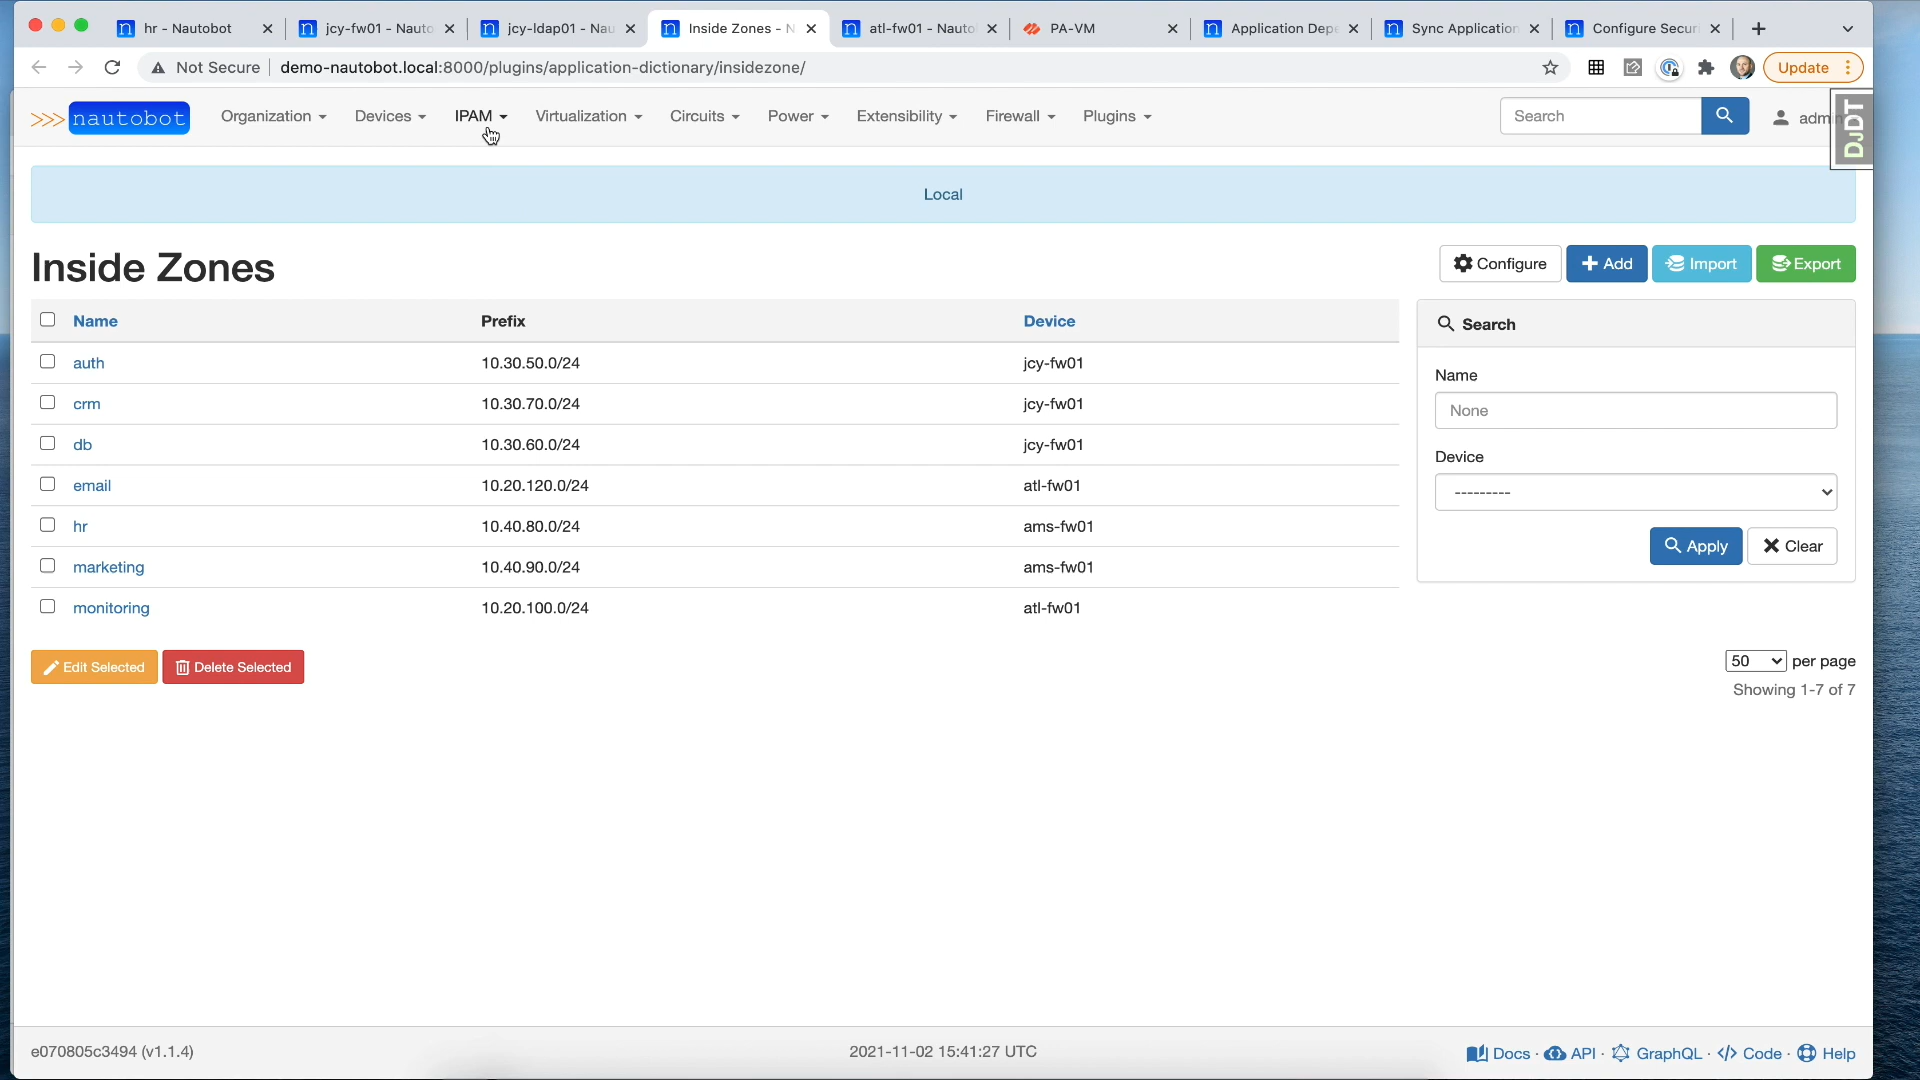 hr - Nautobot
jcy-fw01 - Nauto
jcy-ldap01 - Nau
Inside Zones - N
atl-fw01 - Nauto
PA-VM
Application Depe
Sync Application
Configure Securi
Not Secure
demo-nautobot.local:8000/plugins/application-dictionary/insidezone/
Update
>>> nautobot
Organization
Devices
IPAM
Virtualization
Circuits
Power
Extensibility
Firewall
Plugins
Search
admin
DjDT
Local
Inside Zones
Configure
Add
Import
Export
Name Prefix Device
auth 10.30.50.0/24 jcy-fw01
crm 10.30.70.0/24 jcy-fw01
db 10.30.60.0/24 jcy-fw01
email 10.20.120.0/24 atl-fw01
hr 10.40.80.0/24 ams-fw01
marketing 10.40.90.0/24 ams-fw01
monitoring 10.20.100.0/24 atl-fw01
Search
Name
None
Device
---------
Apply
Clear
Edit Selected
Delete Selected
50 per page
Showing 1-7 of 7
e070805c3494 (v1.1.4)
2021-11-02 15:41:27 UTC
Docs · API · GraphQL · Code · Help